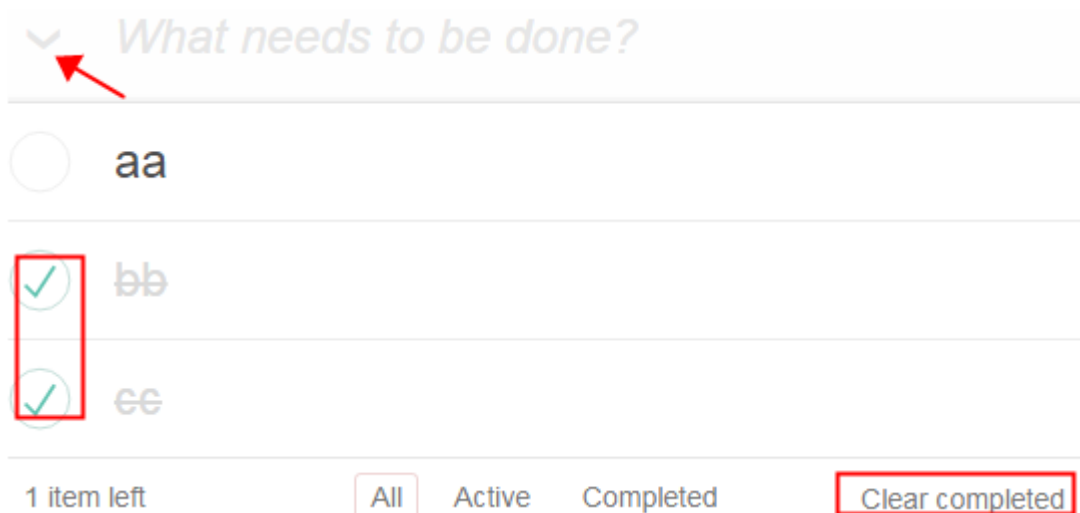 What needs to be done?
aa
bb
cc
1 item left All Active Completed Clear completed